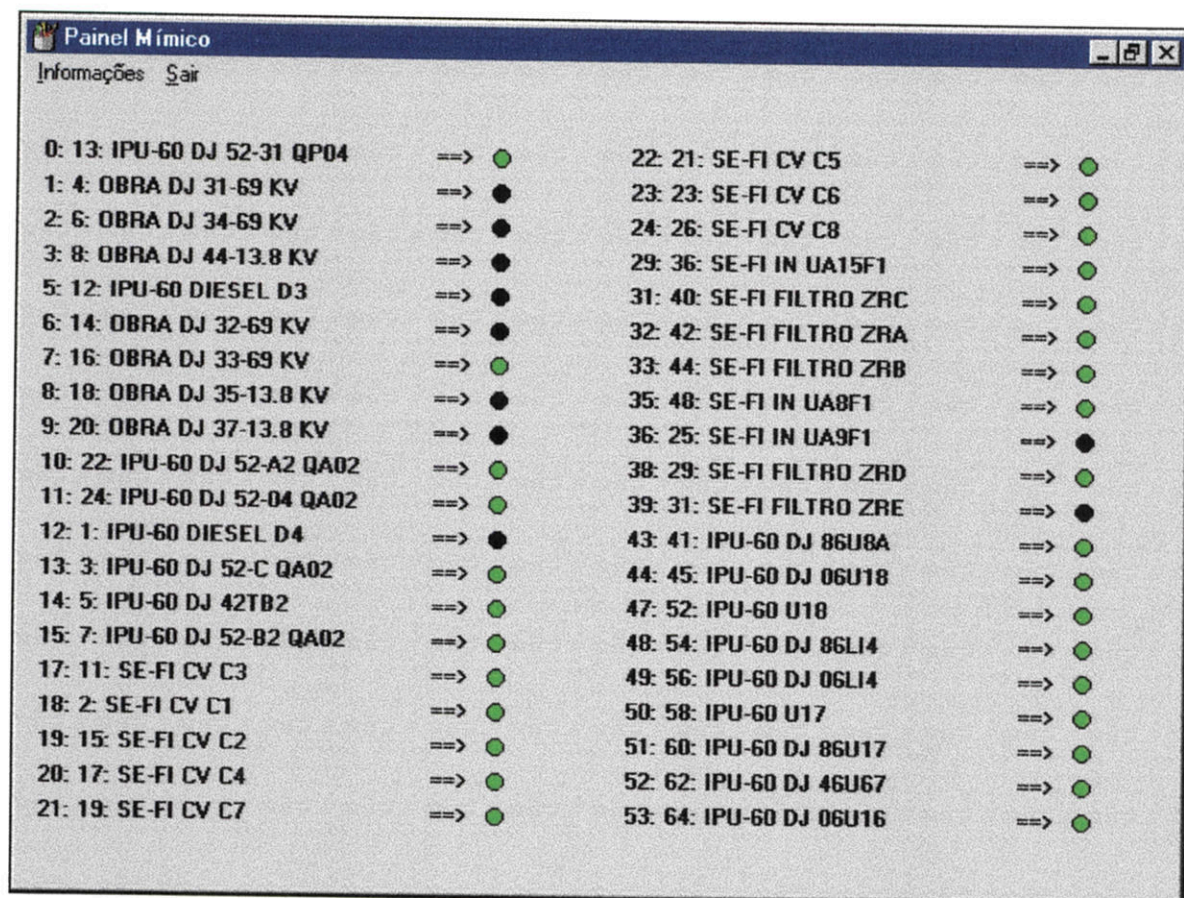 Painel Mímico
Informações Sair
0: 13: IPU-60 DJ 52-31 QP04 ==>
1: 4: OBRA DJ 31-69 KV ==>
2: 6: OBRA DJ 34-69 KV ==>
3: 8: OBRA DJ 44-13.8 KV ==>
5: 12: IPU-60 DIESEL D3 ==>
6: 14: OBRA DJ 32-69 KV ==>
7: 16: OBRA DJ 33-69 KV ==>
8: 18: OBRA DJ 35-13.8 KV ==>
9: 20: OBRA DJ 37-13.8 KV ==>
10: 22: IPU-60 DJ 52-A2 QA02 ==>
11: 24: IPU-60 DJ 52-04 QA02 ==>
12: 1: IPU-60 DIESEL D4 ==>
13: 3: IPU-60 DJ 52-C QA02 ==>
14: 5: IPU-60 DJ 42TB2 ==>
15: 7: IPU-60 DJ 52-B2 QA02 ==>
17: 11: SE-FI CV C3 ==>
18: 2: SE-FI CV C1 ==>
19: 15: SE-FI CV C2 ==>
20: 17: SE-FI CV C4 ==>
21: 19: SE-FI CV C7 ==>
22: 21: SE-FI CV C5 ==>
23: 23: SE-FI CV C6 ==>
24: 26: SE-FI CV C8 ==>
29: 36: SE-FI IN UA15F1 ==>
31: 40: SE-FI FILTRO ZRC ==>
32: 42: SE-FI FILTRO ZRA ==>
33: 44: SE-FI FILTRO ZRB ==>
35: 48: SE-FI IN UA8F1 ==>
36: 25: SE-FI IN UA9F1 ==>
38: 29: SE-FI FILTRO ZRD ==>
39: 31: SE-FI FILTRO ZRE ==>
43: 41: IPU-60 DJ 86U8A ==>
44: 45: IPU-60 DJ 06U18 ==>
47: 52: IPU-60 U18 ==>
48: 54: IPU-60 DJ 86LI4 ==>
49: 56: IPU-60 DJ 06LI4 ==>
50: 58: IPU-60 U17 ==>
51: 60: IPU-60 DJ 86U17 ==>
52: 62: IPU-60 DJ 46U67 ==>
53: 64: IPU-60 DJ 06U16 ==>